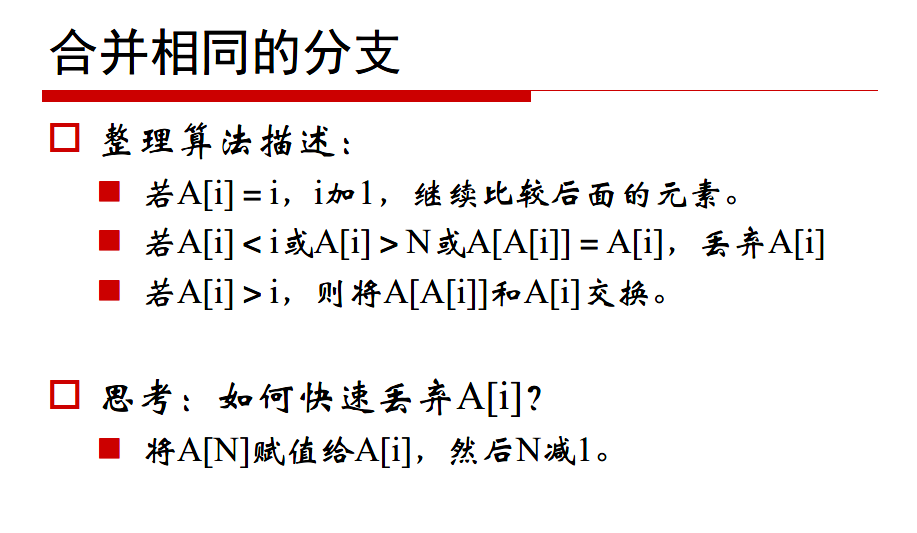 合并相同的分支
整理算法描述：
若A[i] = i，i加1，继续比较后面的元素。
若A[i] < i或A[i] > N或A[A[i]] = A[i]，丢弃A[i]
若A[i] > i，则将A[A[i]]和A[i]交换。
思考：如何快速丢弃A[i]？
将A[N]赋值给A[i]，然后N减1。